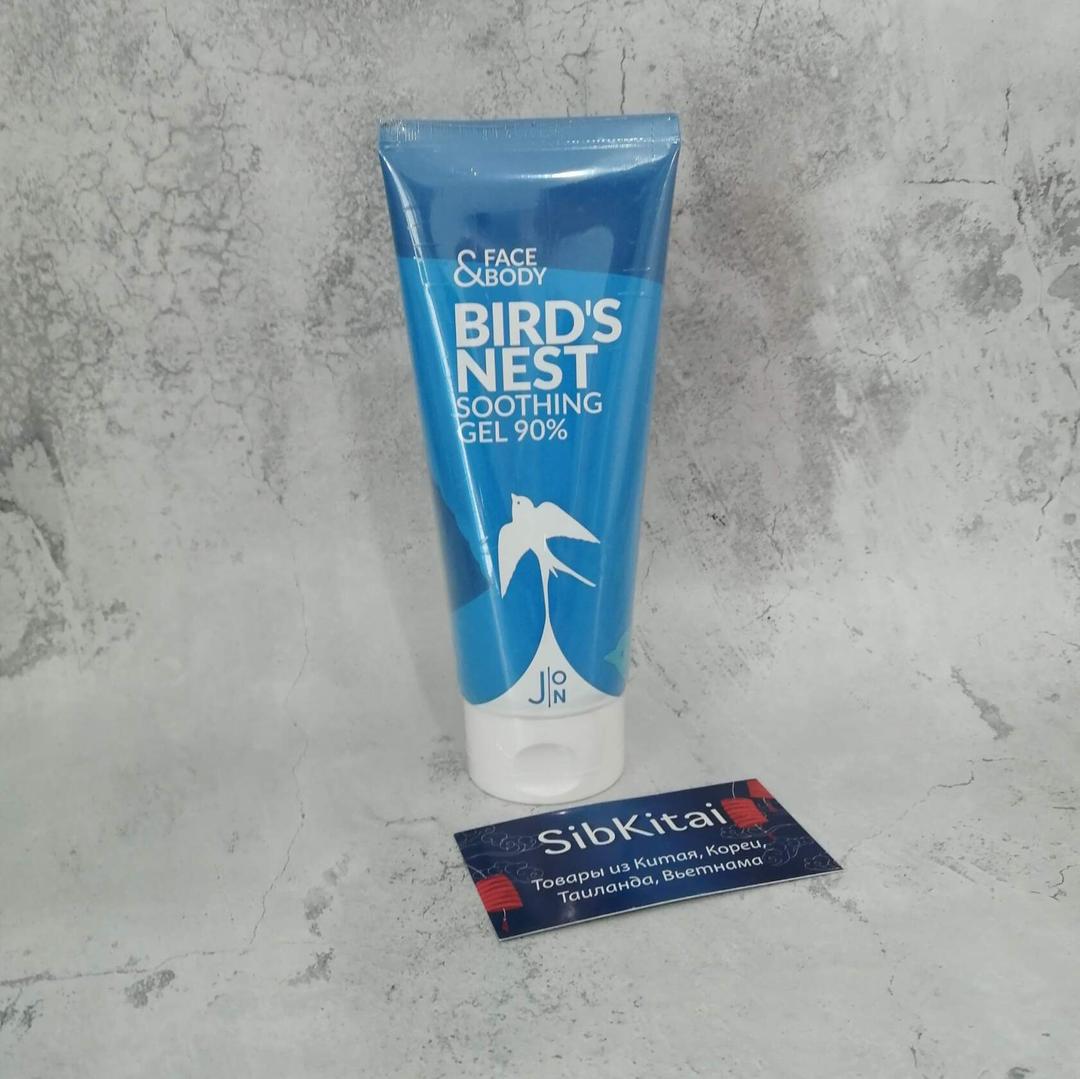 & FACE
BODY
BIRD'S
NEST
SOOTHING
GEL 90%
J|ON
SibKitai
Товары из Китая, Кореи,
Таиланда, Вьетнама